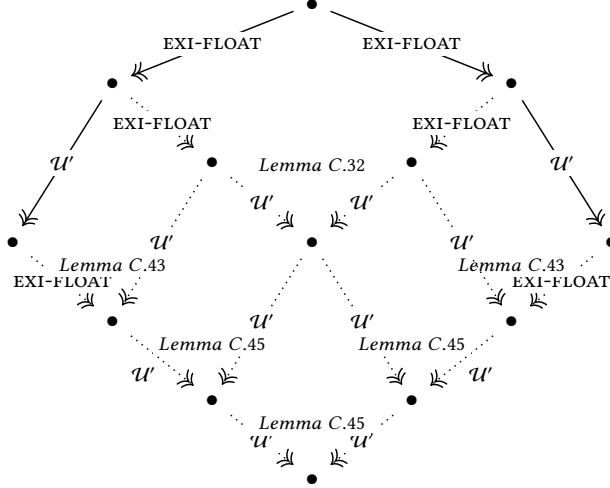 EXI-FLOAT EXI-FLOAT
EXI-FLOAT EXI-FLOAT
𝒰′ Lemma C.32 𝒰′
𝒰′ 𝒰′
𝒰′ 𝒰′
Lemma C.43 Lemma C.43
EXI-FLOAT EXI-FLOAT
𝒰′ 𝒰′
Lemma C.45 Lemma C.45
𝒰′ 𝒰′
Lemma C.45
𝒰′ 𝒰′